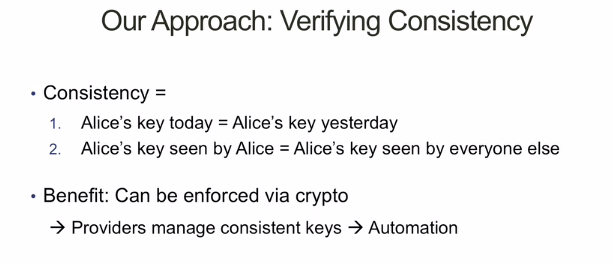 Our Approach: Verifying Consistency
• Consistency =
1. Alice's key today = Alice's key yesterday
2. Alice's key seen by Alice = Alice's key seen by everyone else
• Benefit: Can be enforced via crypto
→ Providers manage consistent keys → Automation